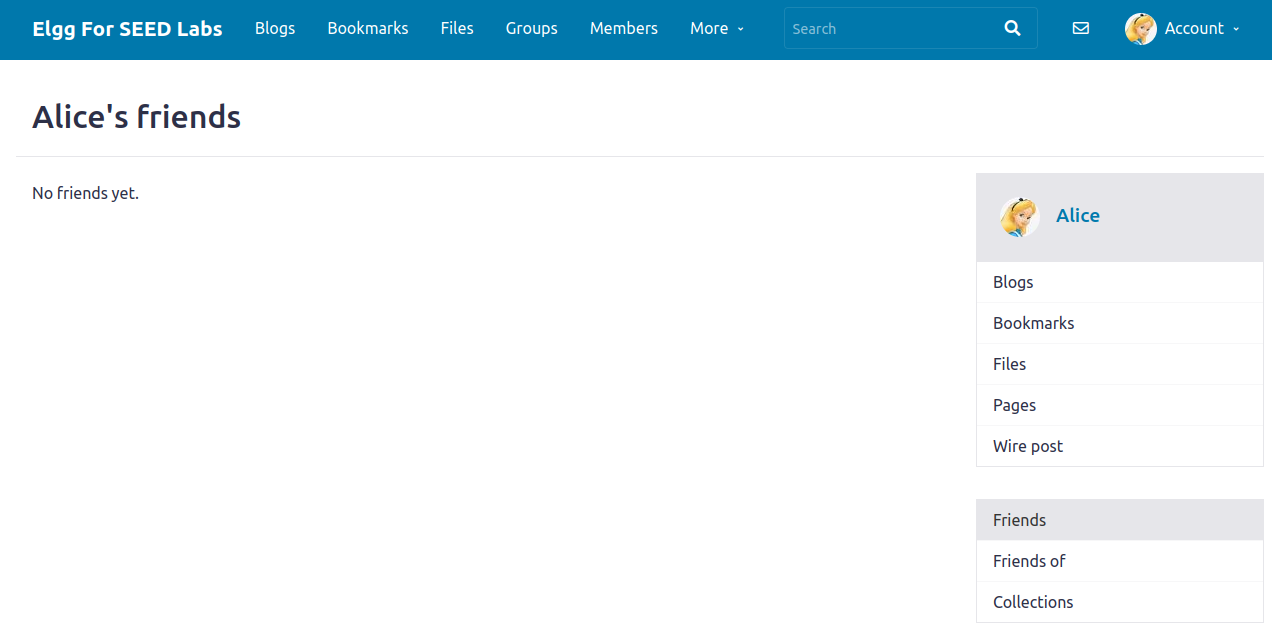 Elgg For SEED Labs Blogs Bookmarks Files Groups Members More Search Account
Alice's friends
No friends yet.
Alice
Blogs
Bookmarks
Files
Pages
Wire post
Friends
Friends of
Collections